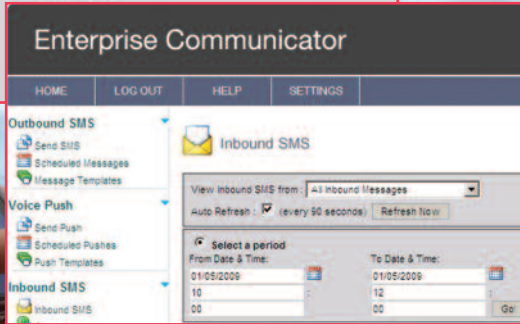 Enterprise Communicator
HOME LOG OUT HELP SETTINGS
Outbound SMS
Send SMS
Scheduled Messages
Message Templates
Voice Push
Send Push
Scheduled Pushes
Push Templates
Inbound SMS
Inbound SMS
Inbound SMS
View Inbound SMS from : All Inbound Messages
Auto Refresh : (every 90 seconds) Refresh Now
Select a period
From Date & Time: To Date & Time:
01/05/2009 01/05/2009
10 : 12 :
00 00 Go!